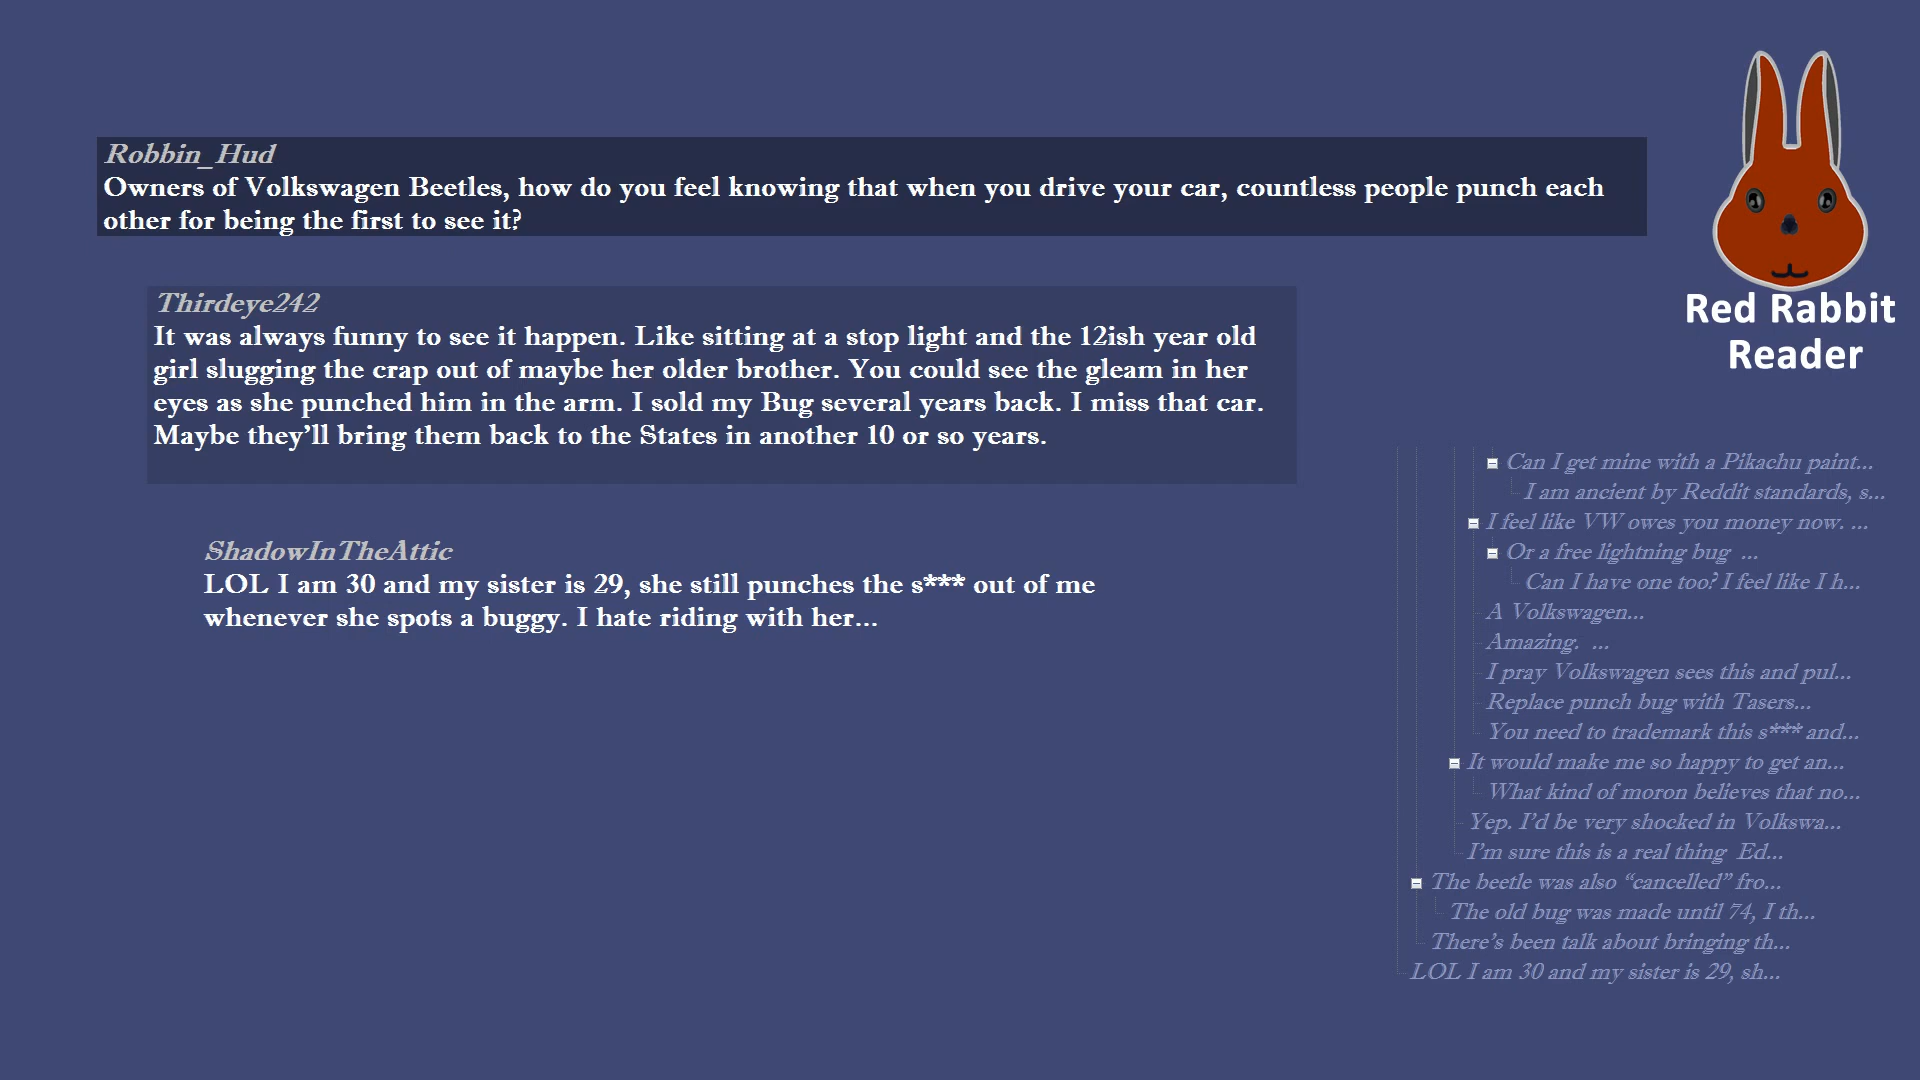 Robbin_Hud
Owners of Volkswagen Beetles, how do you feel knowing that when you drive your car, countless people punch each
other for being the first to see it?
Thirdeye242
It was always funny to see it happen. Like sitting at a stop light and the 12ish year old
girl slugging the crap out of maybe her older brother. You could see the gleam in her
eyes as she punched him in the arm. I sold my Bug several years back. I miss that car.
Maybe they’ll bring them back to the States in another 10 or so years.
ShadowInTheAttic
LOL I am 30 and my sister is 29, she still punches the s*** out of me
whenever she spots a buggy. I hate riding with her...
Red Rabbit
Reader
Can I get mine with a Pikachu paint...
I am ancient by Reddit standards, s...
I feel like VW owes you money now. ...
Or a free lightning bug ...
Can I have one too? I feel like I h...
A Volkswagen...
Amazing. ...
I pray Volkswagen sees this and pul...
Replace punch bug with Tasers...
You need to trademark this s*** and...
It would make me so happy to get an...
What kind of moron believes that no...
Yep. I’d be very shocked in Volkswa...
I’m sure this is a real thing Ed...
The beetle was also “cancelled” fro...
The old bug was made until 74, I th...
There’s been talk about bringing th...
LOL I am 30 and my sister is 29, sh...